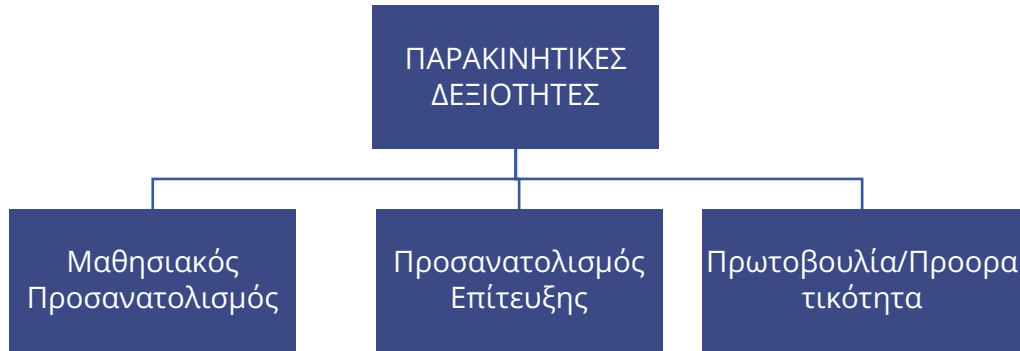 ΠΑΡΑΚΙΝΗΤΙΚΕΣ
ΔΕΞΙΟΤΗΤΕΣ
Μαθησιακός
Προσανατολισμός
Προσανατολισμός
Επίτευξης
Πρωτοβουλία/Προορα
τικότητα